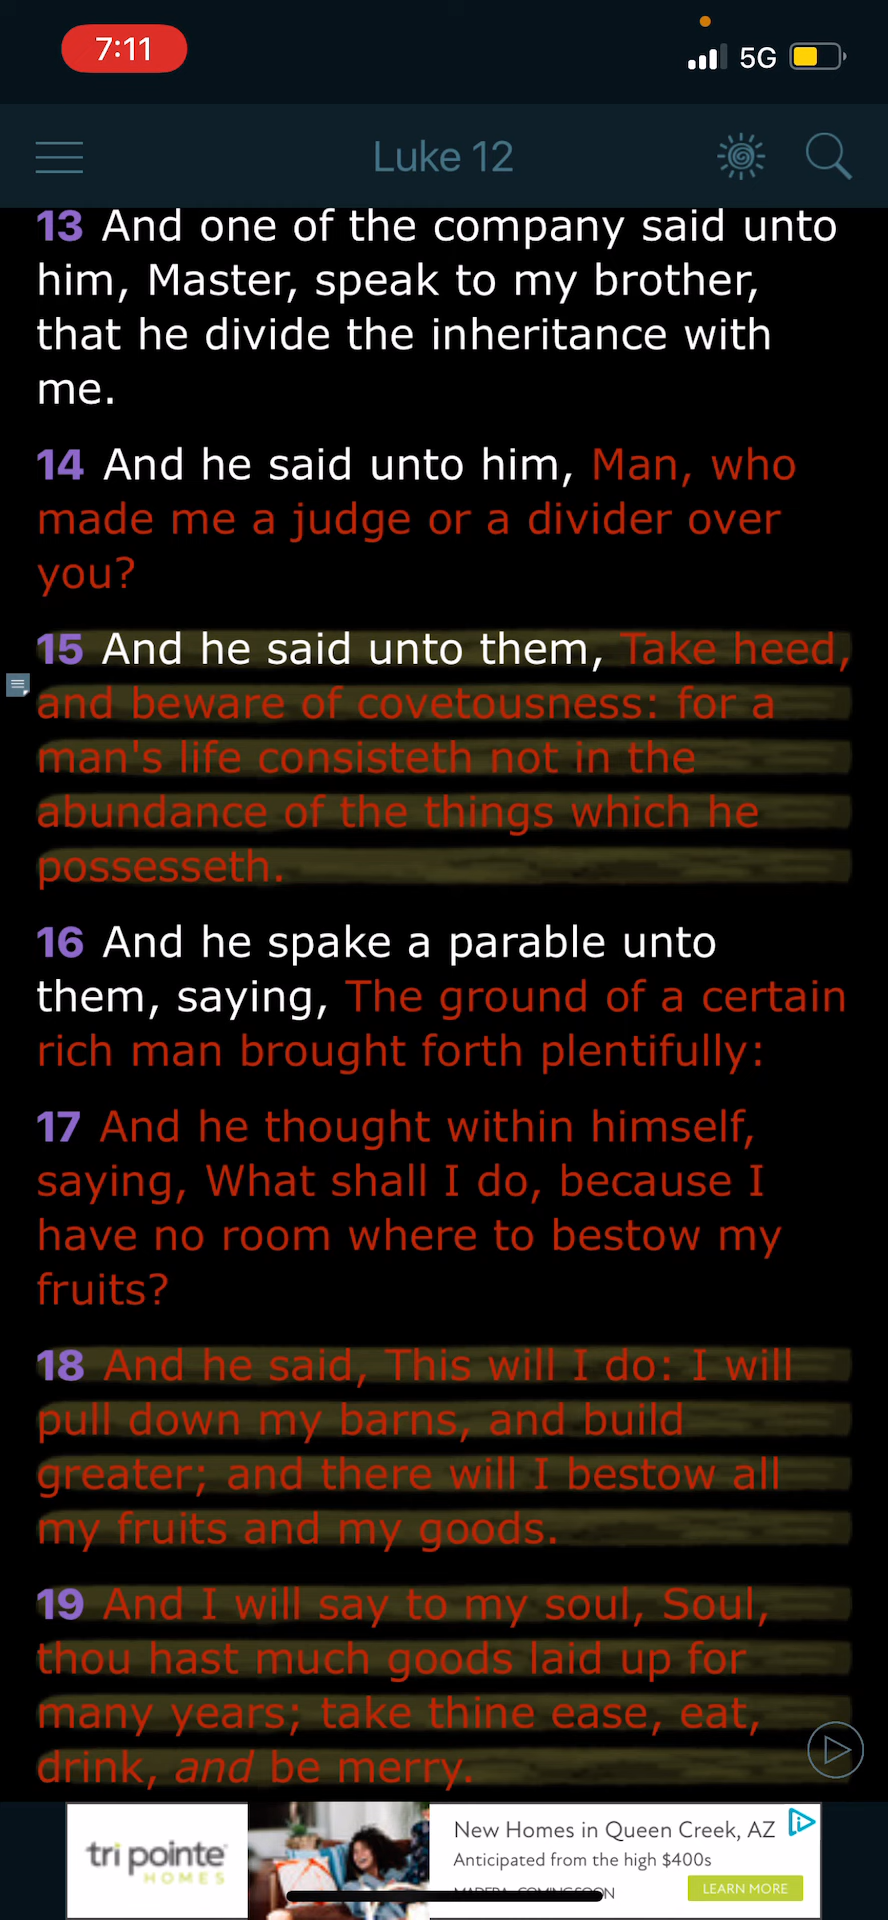 7:11
5G
Luke 12
13 And one of the company said unto
him, Master, speak to my brother,
that he divide the inheritance with
me.
14 And he said unto him, Man, who
made me a judge or a divider over
you?
15 And he said unto them, Take heed,
and beware of covetousness: for a
man's life consisteth not in the
abundance of the things which he
possesseth.
16 And he spake a parable unto
them, saying, The ground of a certain
rich man brought forth plentifully:
17 And he thought within himself,
saying, What shall I do, because I
have no room where to bestow my
fruits?
18 And he said, This will I do: I will
pull down my barns, and build
greater; and there will I bestow all
my fruits and my goods.
19 And I will say to my soul, Soul,
thou hast much goods laid up for
many years; take thine ease, eat,
drink, and be merry.
tri pointe
HOMES
New Homes in Queen Creek, AZ
Anticipated from the high $400s
LEARN MORE